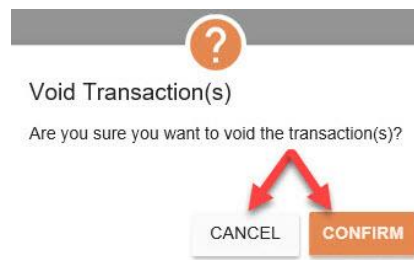 ?
Void Transaction(s)
Are you sure you want to void the transaction(s)?
CANCEL CONFIRM